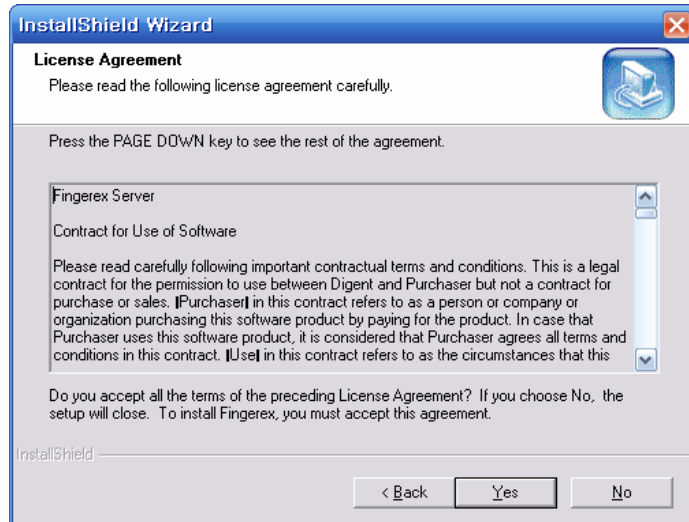 InstallShield Wizard
License Agreement
Please read the following license agreement carefully.
Press the PAGE DOWN key to see the rest of the agreement.
Fingerex Server
Contract for Use of Software
Please read carefully following important contractual terms and conditions. This is a legal
contract for the permission to use between Digent and Purchaser but not a contract for
purchase or sales. |Purchaser| in this contract refers to as a person or company or
organization purchasing this software product by paying for the product. In case that
Purchaser uses this software product, it is considered that Purchaser agrees all terms and
conditions in this contract. |Use| in this contract refers to as the circumstances that this
Do you accept all the terms of the preceding License Agreement? If you choose No, the
setup will close. To install Fingerex, you must accept this agreement.
InstallShield
< Back
Yes
No